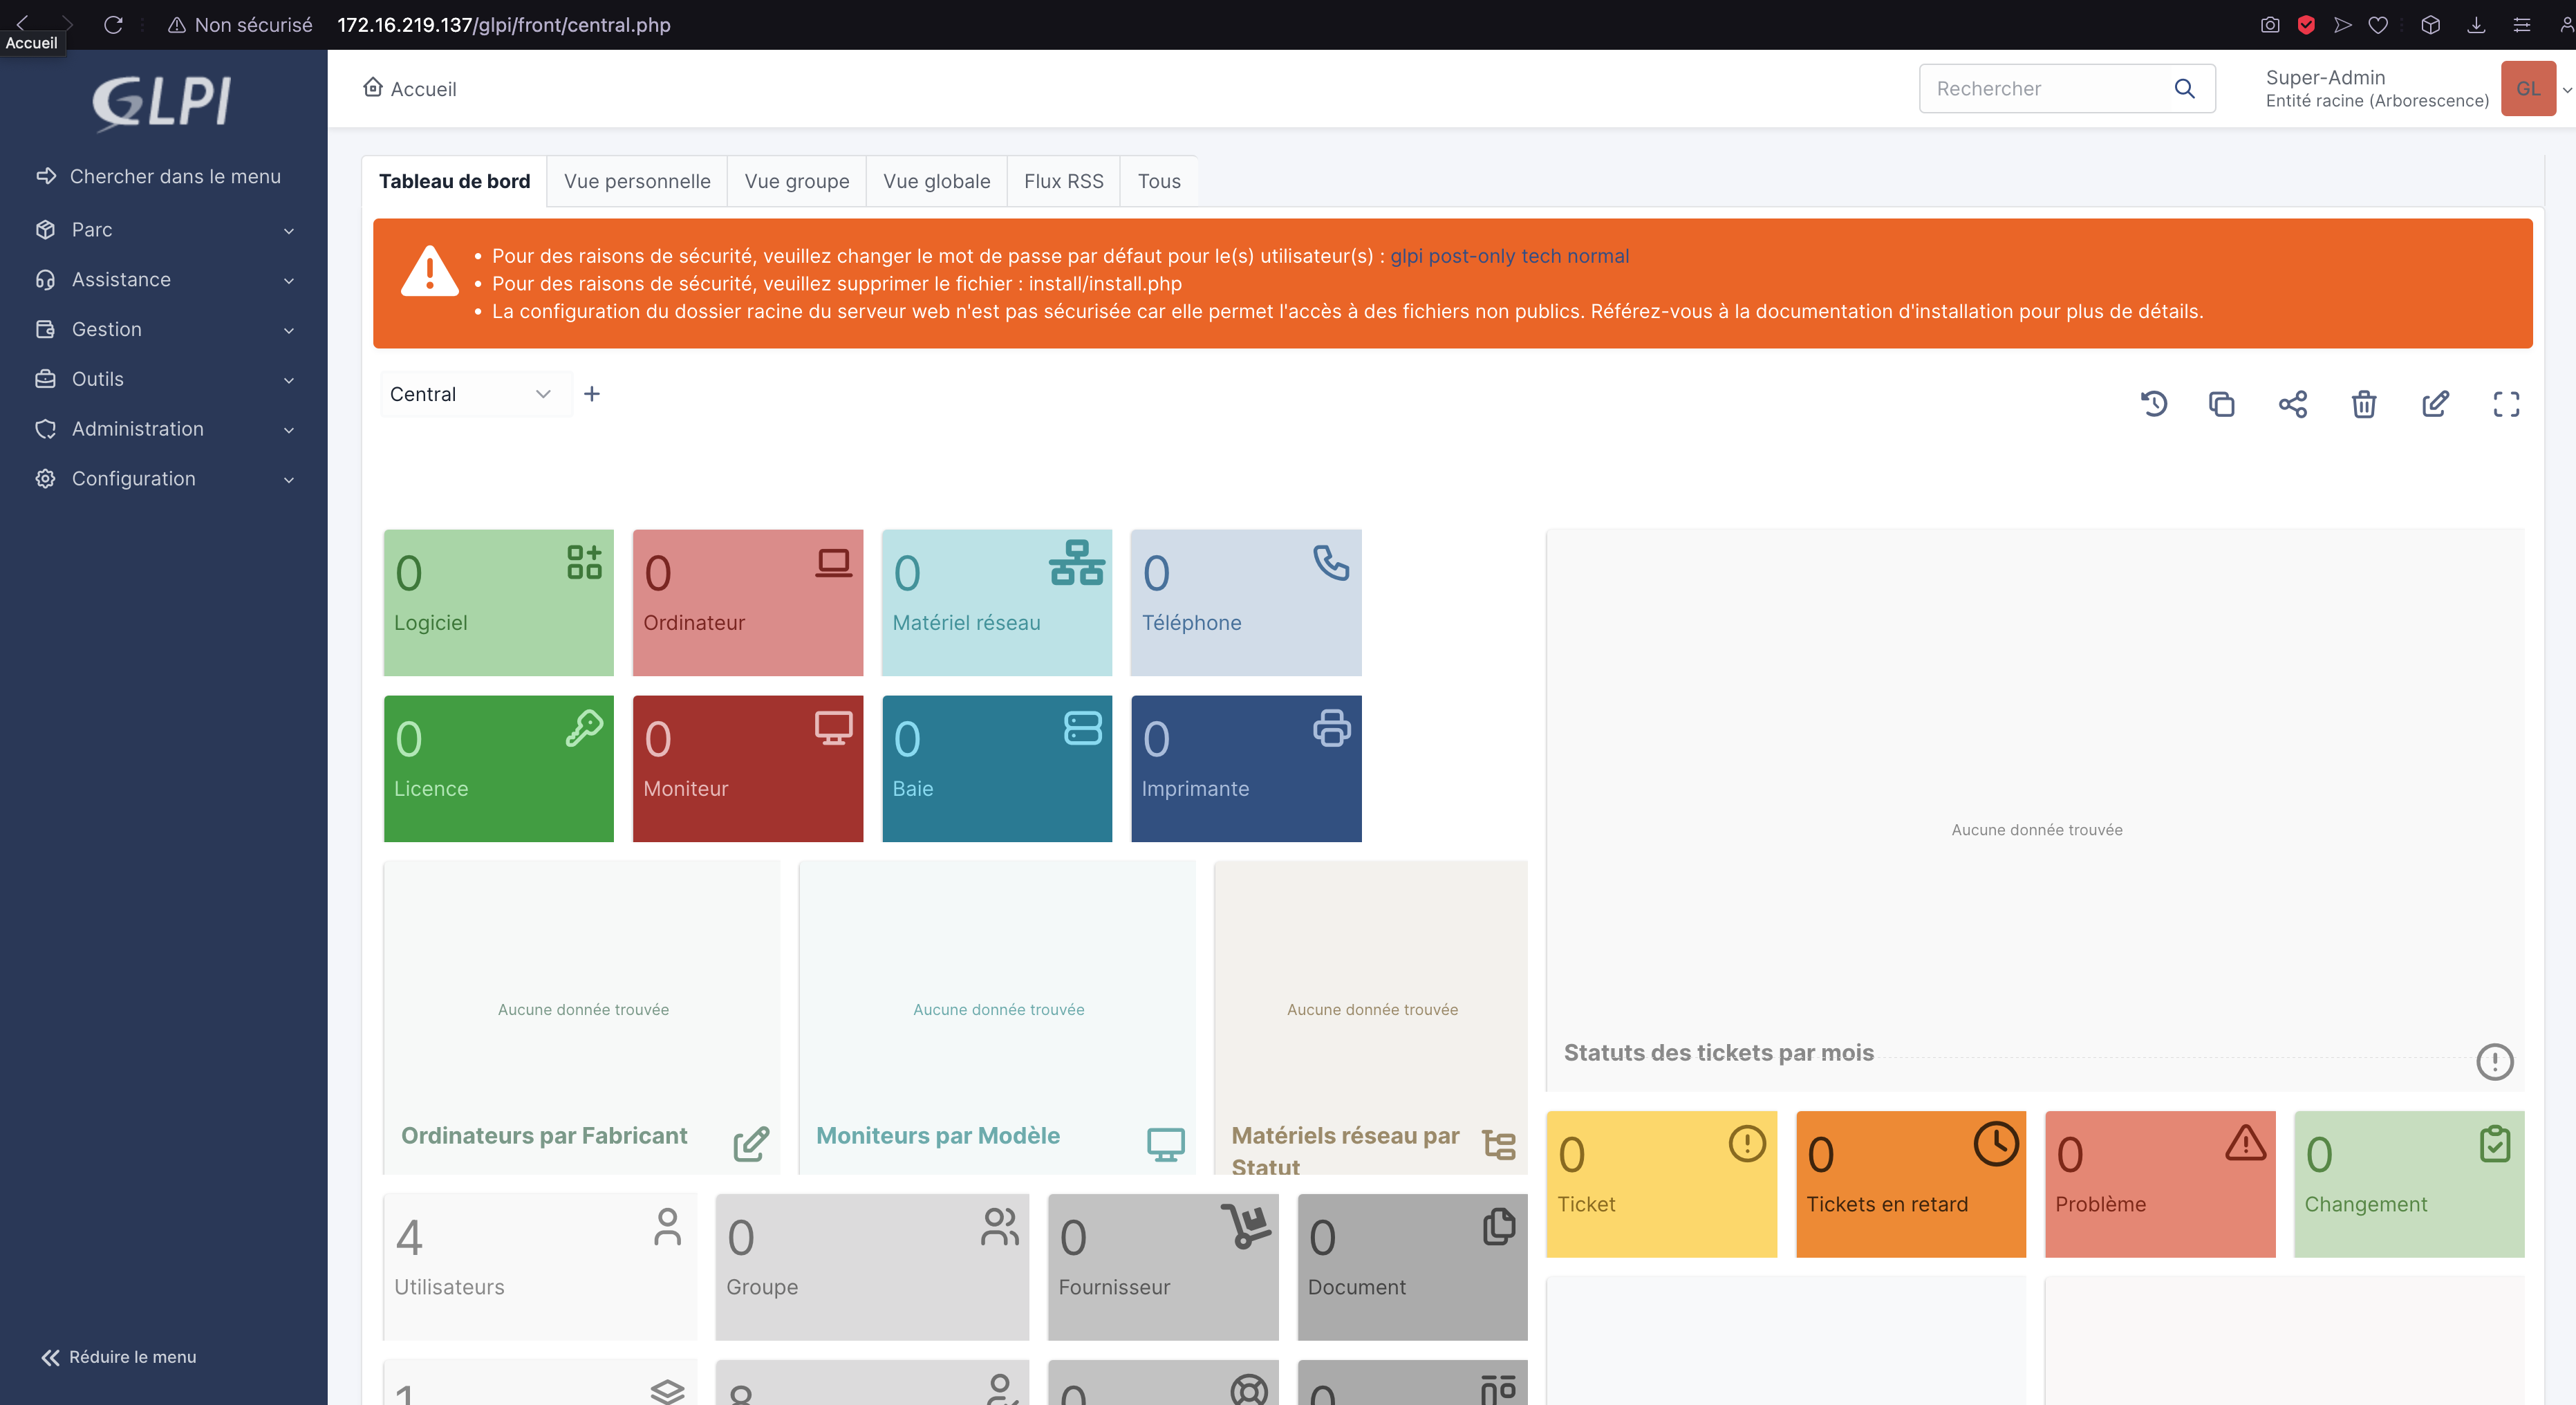 Non sécurisé 172.16.219.137/glpi/front/central.php
Accueil
GLPI
Accueil
Rechercher
Super-Admin
Entité racine (Arborescence)
GL
Chercher dans le menu
Parc
Assistance
Gestion
Outils
Administration
Configuration
Réduire le menu
Tableau de bord
Vue personnelle
Vue groupe
Vue globale
Flux RSS
Tous
• Pour des raisons de sécurité, veuillez changer le mot de passe par défaut pour le(s) utilisateur(s) : glpi post-only tech normal
• Pour des raisons de sécurité, veuillez supprimer le fichier : install/install.php
• La configuration du dossier racine du serveur web n'est pas sécurisée car elle permet l'accès à des fichiers non publics. Référez-vous à la documentation d'installation pour plus de détails.
Central
0
Logiciel
0
Ordinateur
0
Matériel réseau
0
Téléphone
0
Licence
0
Moniteur
0
Baie
0
Imprimante
Aucune donnée trouvée
Ordinateurs par Fabricant
Aucune donnée trouvée
Moniteurs par Modèle
Aucune donnée trouvée
Matériels réseau par
Statut
4
Utilisateurs
0
Groupe
0
Fournisseur
0
Document
1
8
0
0
Aucune donnée trouvée
Statuts des tickets par mois
0
Ticket
0
Tickets en retard
0
Problème
0
Changement